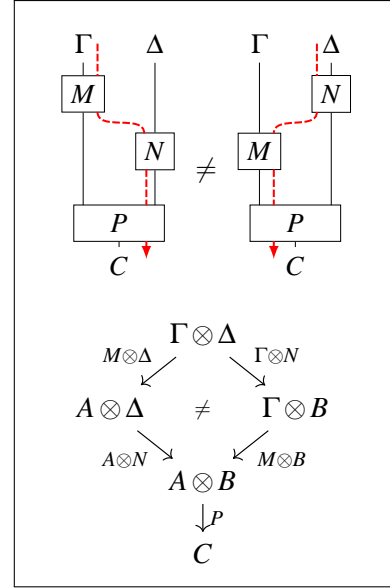 Γ Δ Γ Δ
M N
N ≠ M
P P
C C
Γ ⊗ Δ
M⊗Δ Γ⊗N
A ⊗ Δ ≠ Γ ⊗ B
A⊗N M⊗B
A ⊗ B
P
C